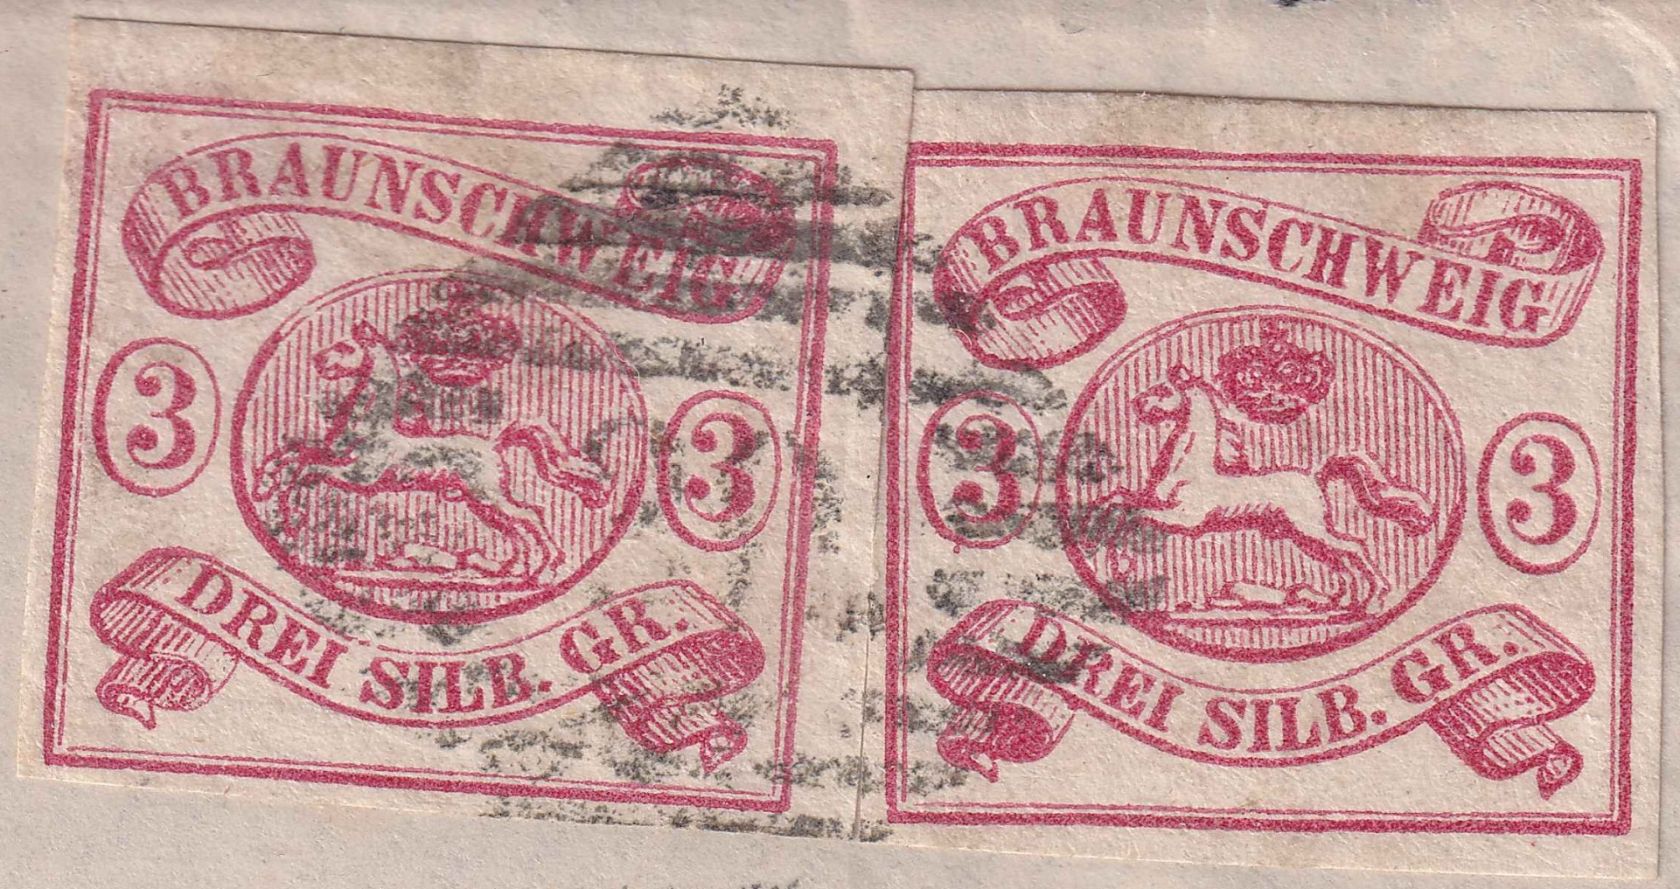 BRAUNSCHWEIG
3 3
DREI SILB. GR.
BRAUNSCHWEIG
3 3
DREI SILB. GR.